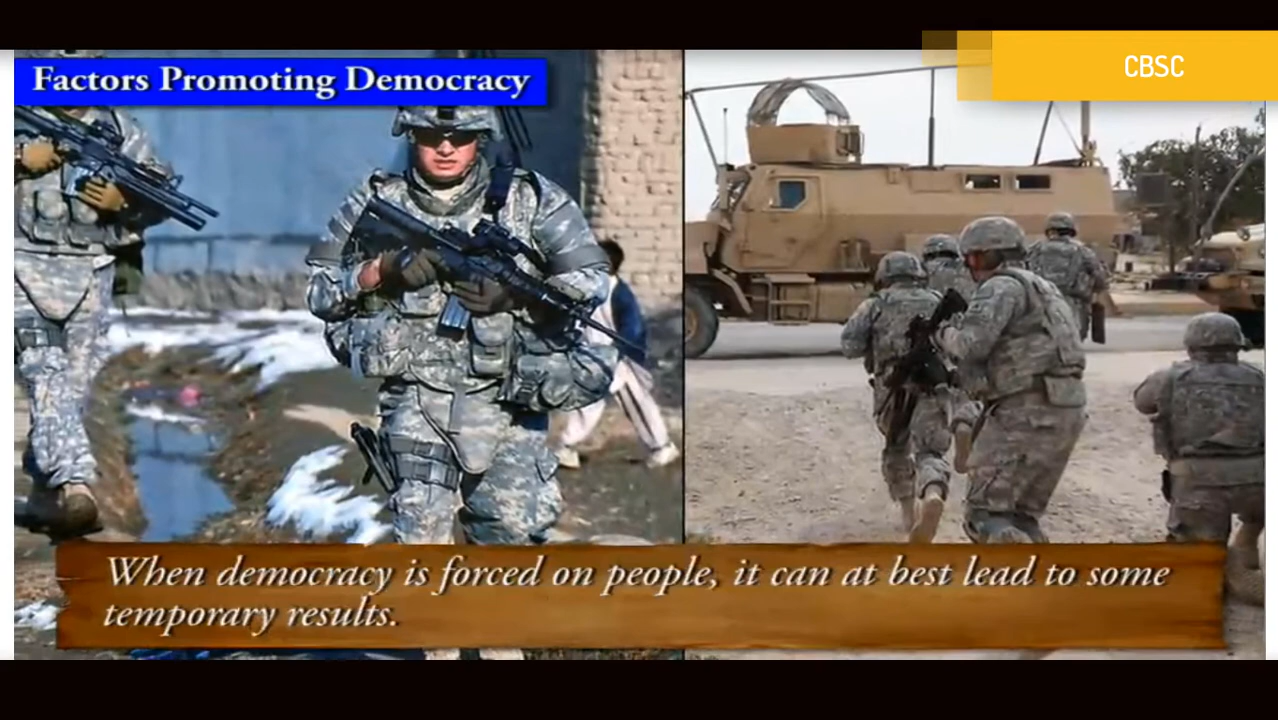 Factors Promoting Democracy
CBSC
When democracy is forced on people, it can at best lead to some
temporary results.